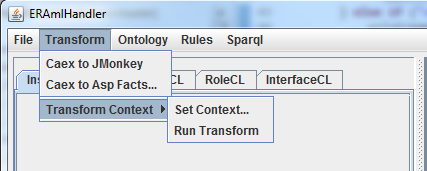 ERAmlHandler
File Transform Ontology Rules Sparql
Caex to JMonkey
Caex to Asp Facts...
Transform Context
Set Context...
Run Transform
Ins CL RoleCL InterfaceCL